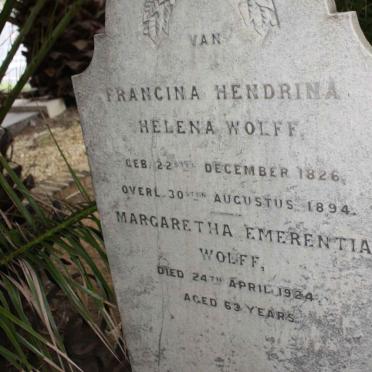 VAN
FRANCINA HENDRINA
HELENA WOLFF,
GEB. 22STEN DECEMBER 1826.
OVERL. 30STEN AUGUSTUS 1894.
MARGARETHA EMERENTIA
WOLFF,
DIED 24TH APRIL 1924.
AGED 63 YEARS.